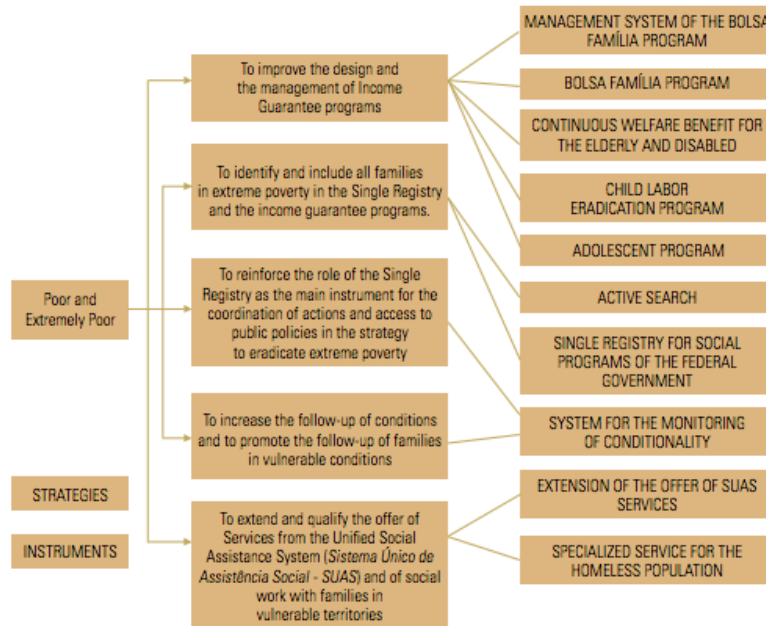 Poor and
Extremely Poor
STRATEGIES
INSTRUMENTS
To improve the design and
the management of Income
Guarantee programs
To identify and include all families
in extreme poverty in the Single Registry
and the income guarantee programs.
To reinforce the role of the Single
Registry as the main instrument for the
coordination of actions and access to
public policies in the strategy
to eradicate extreme poverty
To increase the follow-up of conditions
and to promote the follow-up of families
in vulnerable conditions
To extend and qualify the offer of
Services from the Unified Social
Assistance System (Sistema Único de
Assistência Social - SUAS) and of social
work with families in
vulnerable territories
MANAGEMENT SYSTEM OF THE BOLSA
FAMÍLIA PROGRAM
BOLSA FAMÍLIA PROGRAM
CONTINUOUS WELFARE BENEFIT FOR
THE ELDERLY AND DISABLED
CHILD LABOR
ERADICATION PROGRAM
ADOLESCENT PROGRAM
ACTIVE SEARCH
SINGLE REGISTRY FOR SOCIAL
PROGRAMS OF THE FEDERAL
GOVERNMENT
SYSTEM FOR THE MONITORING
OF CONDITIONALITY
EXTENSION OF THE OFFER OF SUAS
SERVICES
SPECIALIZED SERVICE FOR THE
HOMELESS POPULATION